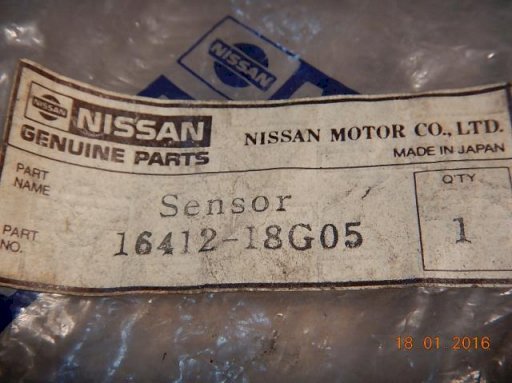 NISSAN
NISSAN
NISSAN
GENUINE PARTS
NISSAN MOTOR CO., LTD.
MADE IN JAPAN
PART NAME
Sensor
Q'TY
PART NO.
16412-18G05
1
18 01 2016